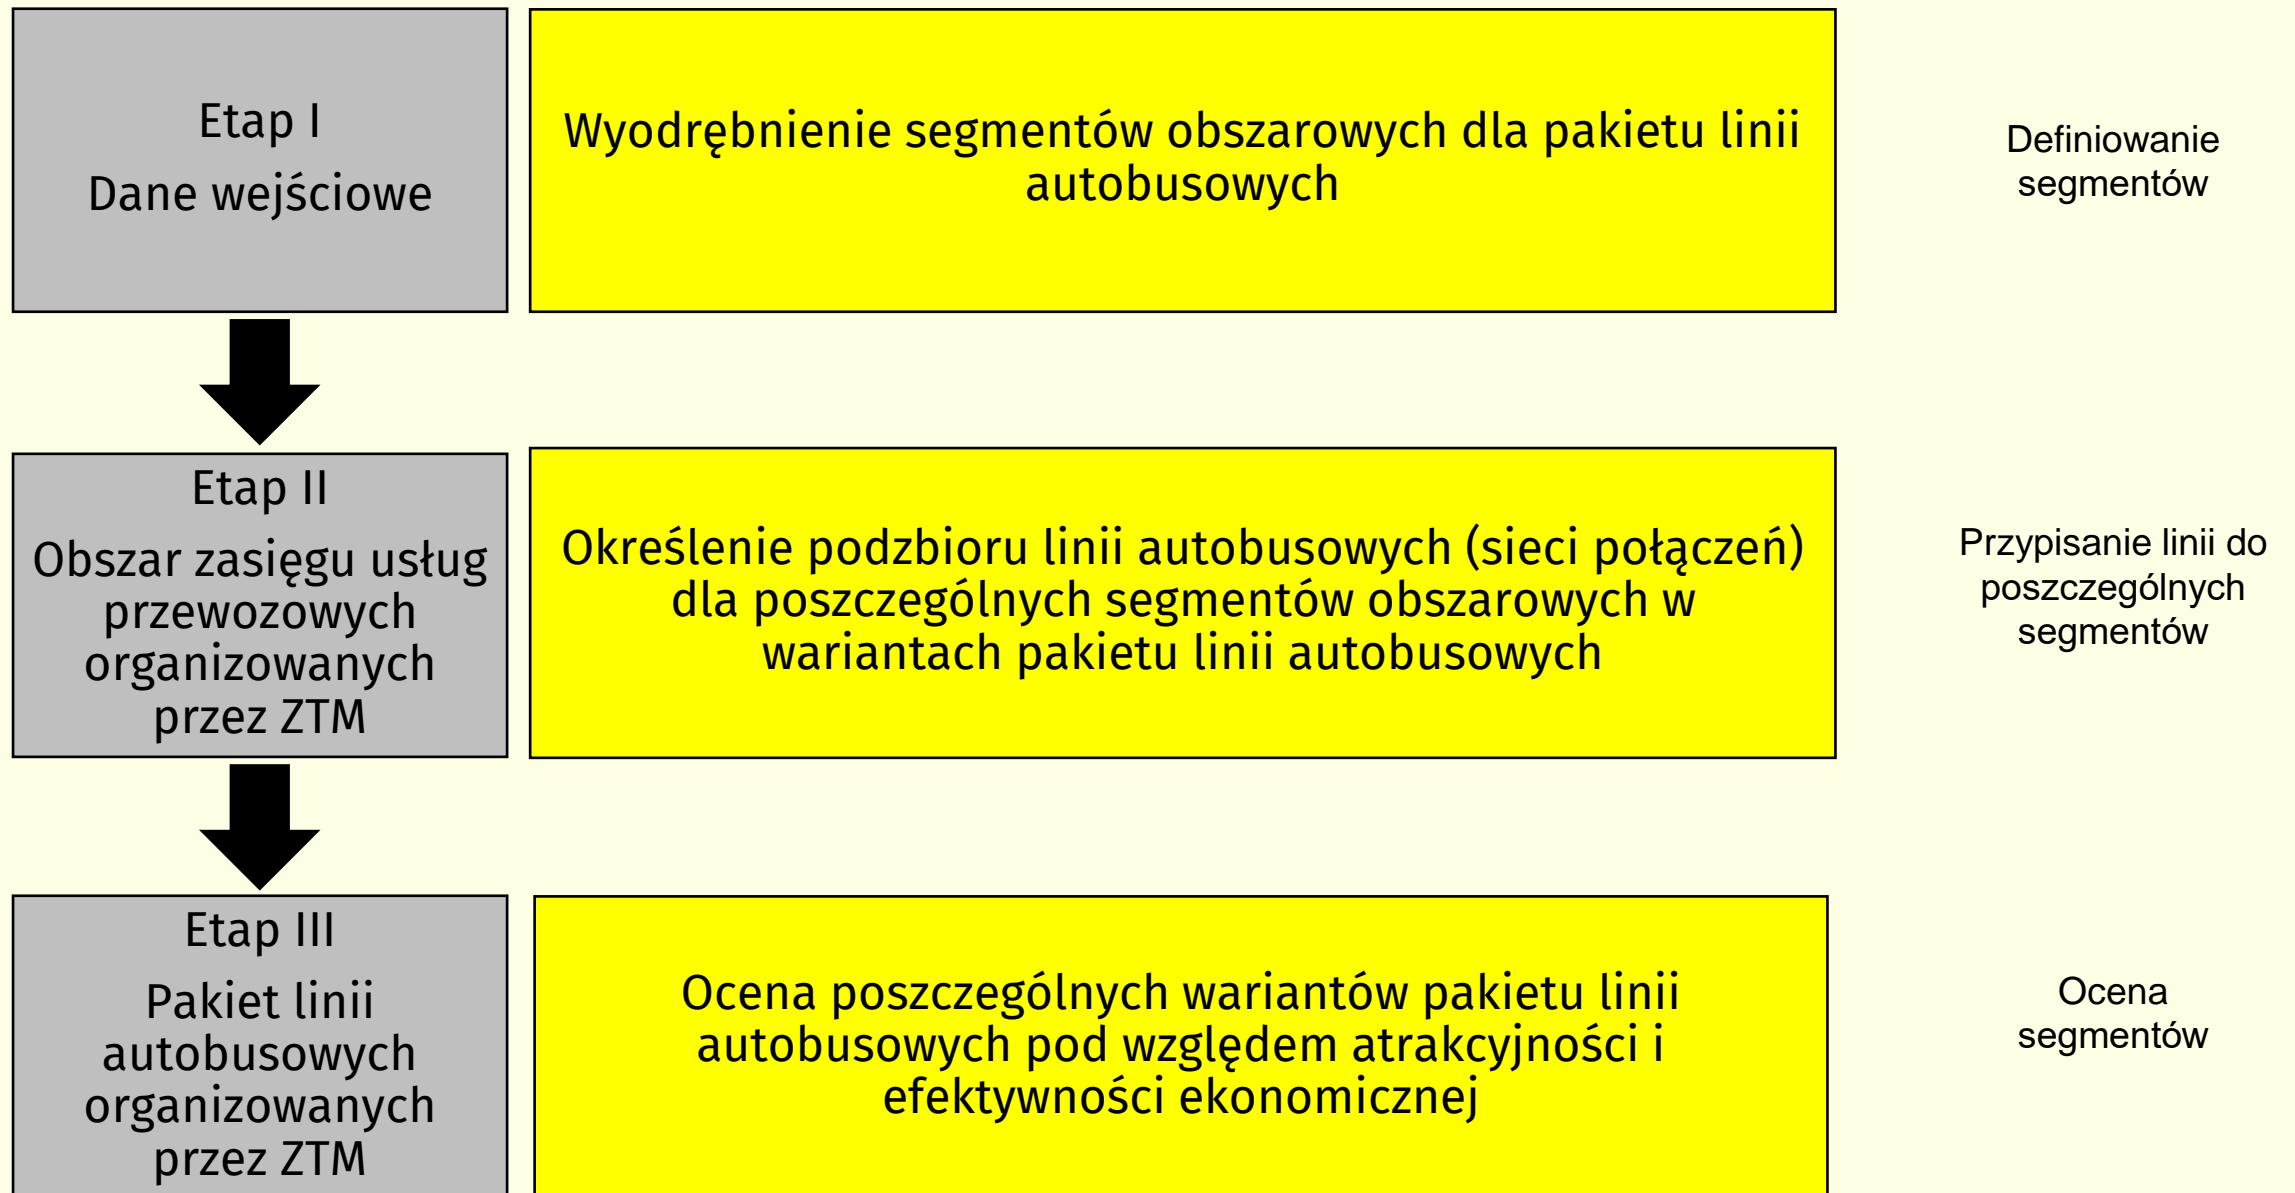 Etap I
Dane wejściowe
Wyodrębnienie segmentów obszarowych dla pakietu linii
autobusowych
Definiowanie
segmentów
Etap II
Obszar zasięgu usług
przewozowych
organizowanych
przez ZTM
Określenie podzbioru linii autobusowych (sieci połączeń)
dla poszczególnych segmentów obszarowych w
wariantach pakietu linii autobusowych
Przypisanie linii do
poszczególnych
segmentów
Etap III
Pakiet linii
autobusowych
organizowanych
przez ZTM
Ocena poszczególnych wariantów pakietu linii
autobusowych pod względem atrakcyjności i
efektywności ekonomicznej
Ocena
segmentów